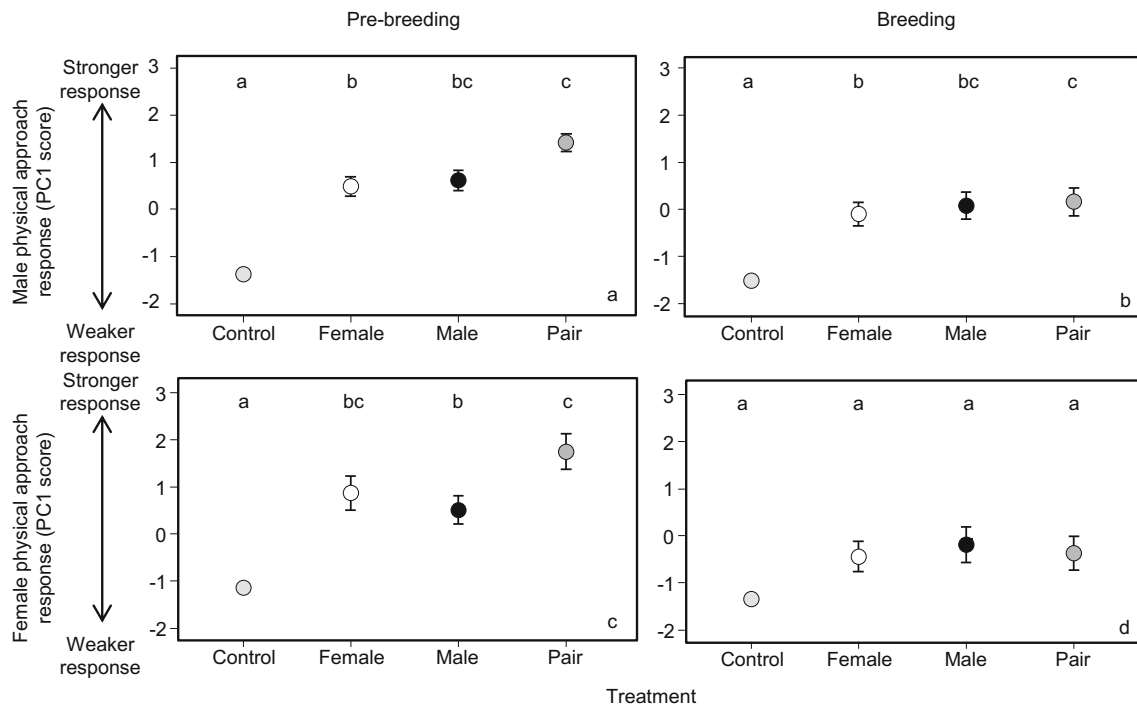 Pre-breeding
Breeding
Stronger
response
Male physical approach
response (PC1 score)
Weaker
response
3
2
1
0
-1
-2
a
b
bc
c
a
Control
Female
Male
Pair
3
2
1
0
-1
-2
a
b
bc
c
b
Control
Female
Male
Pair
Stronger
response
Female physical approach
response (PC1 score)
Weaker
response
3
2
1
0
-1
-2
a
bc
b
c
c
Control
Female
Male
Pair
3
2
1
0
-1
-2
a
a
a
a
d
Control
Female
Male
Pair
Treatment